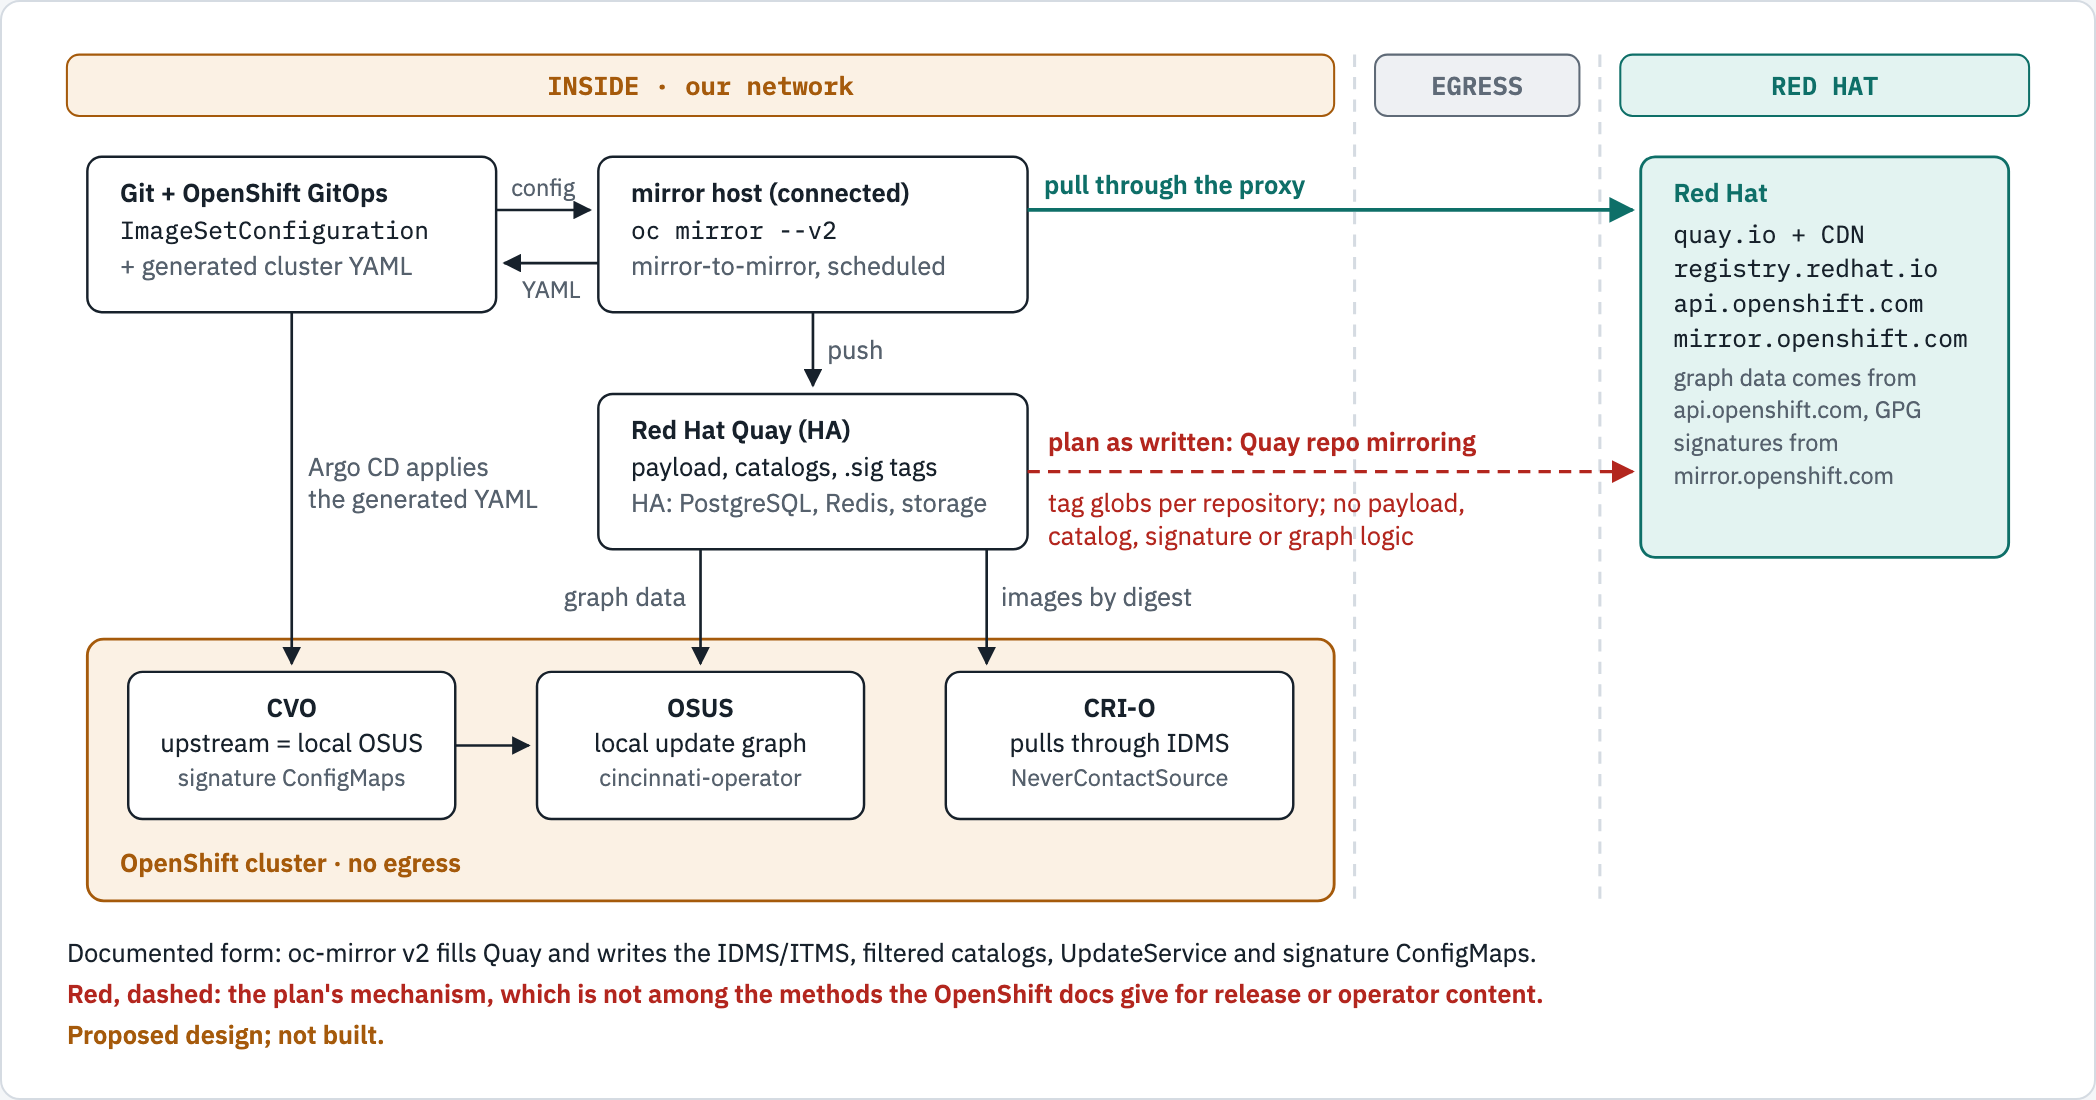 INSIDE · our network
EGRESS
RED HAT
Git + OpenShift GitOps
ImageSetConfiguration
+ generated cluster YAML
config
YAML
mirror host (connected)
oc mirror --v2
mirror-to-mirror, scheduled
pull through the proxy
Red Hat
quay.io + CDN
registry.redhat.io
api.openshift.com
mirror.openshift.com
graph data comes from
api.openshift.com, GPG
signatures from
mirror.openshift.com
push
Red Hat Quay (HA)
payload, catalogs, .sig tags
HA: PostgreSQL, Redis, storage
plan as written: Quay repo mirroring
tag globs per repository; no payload,
catalog, signature or graph logic
Argo CD applies
the generated YAML
graph data
images by digest
CVO
upstream = local OSUS
signature ConfigMaps
OSUS
local update graph
cincinnati-operator
CRI-O
pulls through IDMS
NeverContactSource
OpenShift cluster · no egress
Documented form: oc-mirror v2 fills Quay and writes the IDMS/ITMS, filtered catalogs, UpdateService and signature ConfigMaps.
Red, dashed: the plan's mechanism, which is not among the methods the OpenShift docs give for release or operator content.
Proposed design; not built.